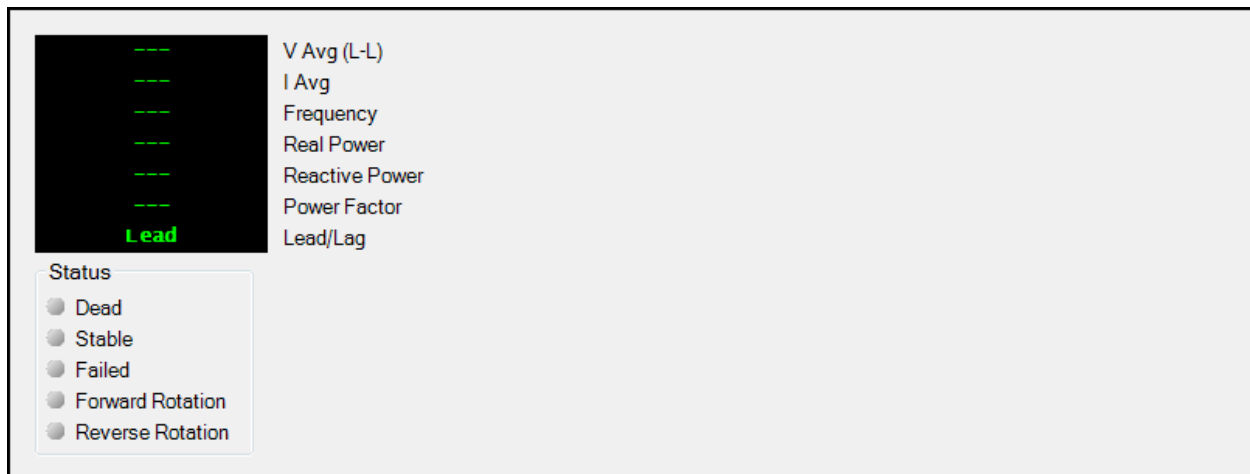 --- V Avg (L-L)
--- I Avg
--- Frequency
--- Real Power
--- Reactive Power
--- Power Factor
Lead Lead/Lag
Status
Dead
Stable
Failed
Forward Rotation
Reverse Rotation